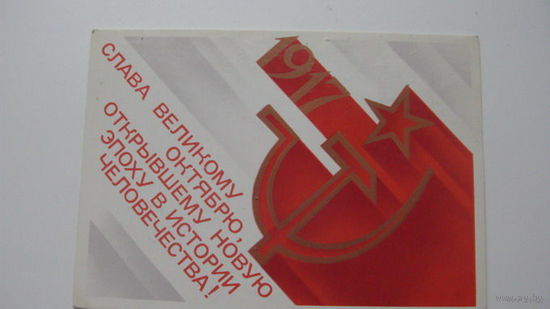 СЛАВА ВЕЛИКОМУ
ОКТЯБРЮ,
ОТКРЫВШЕМУ НОВУЮ
ЭПОХУ В ИСТОРИИ
ЧЕЛОВЕЧЕСТВА!
1917